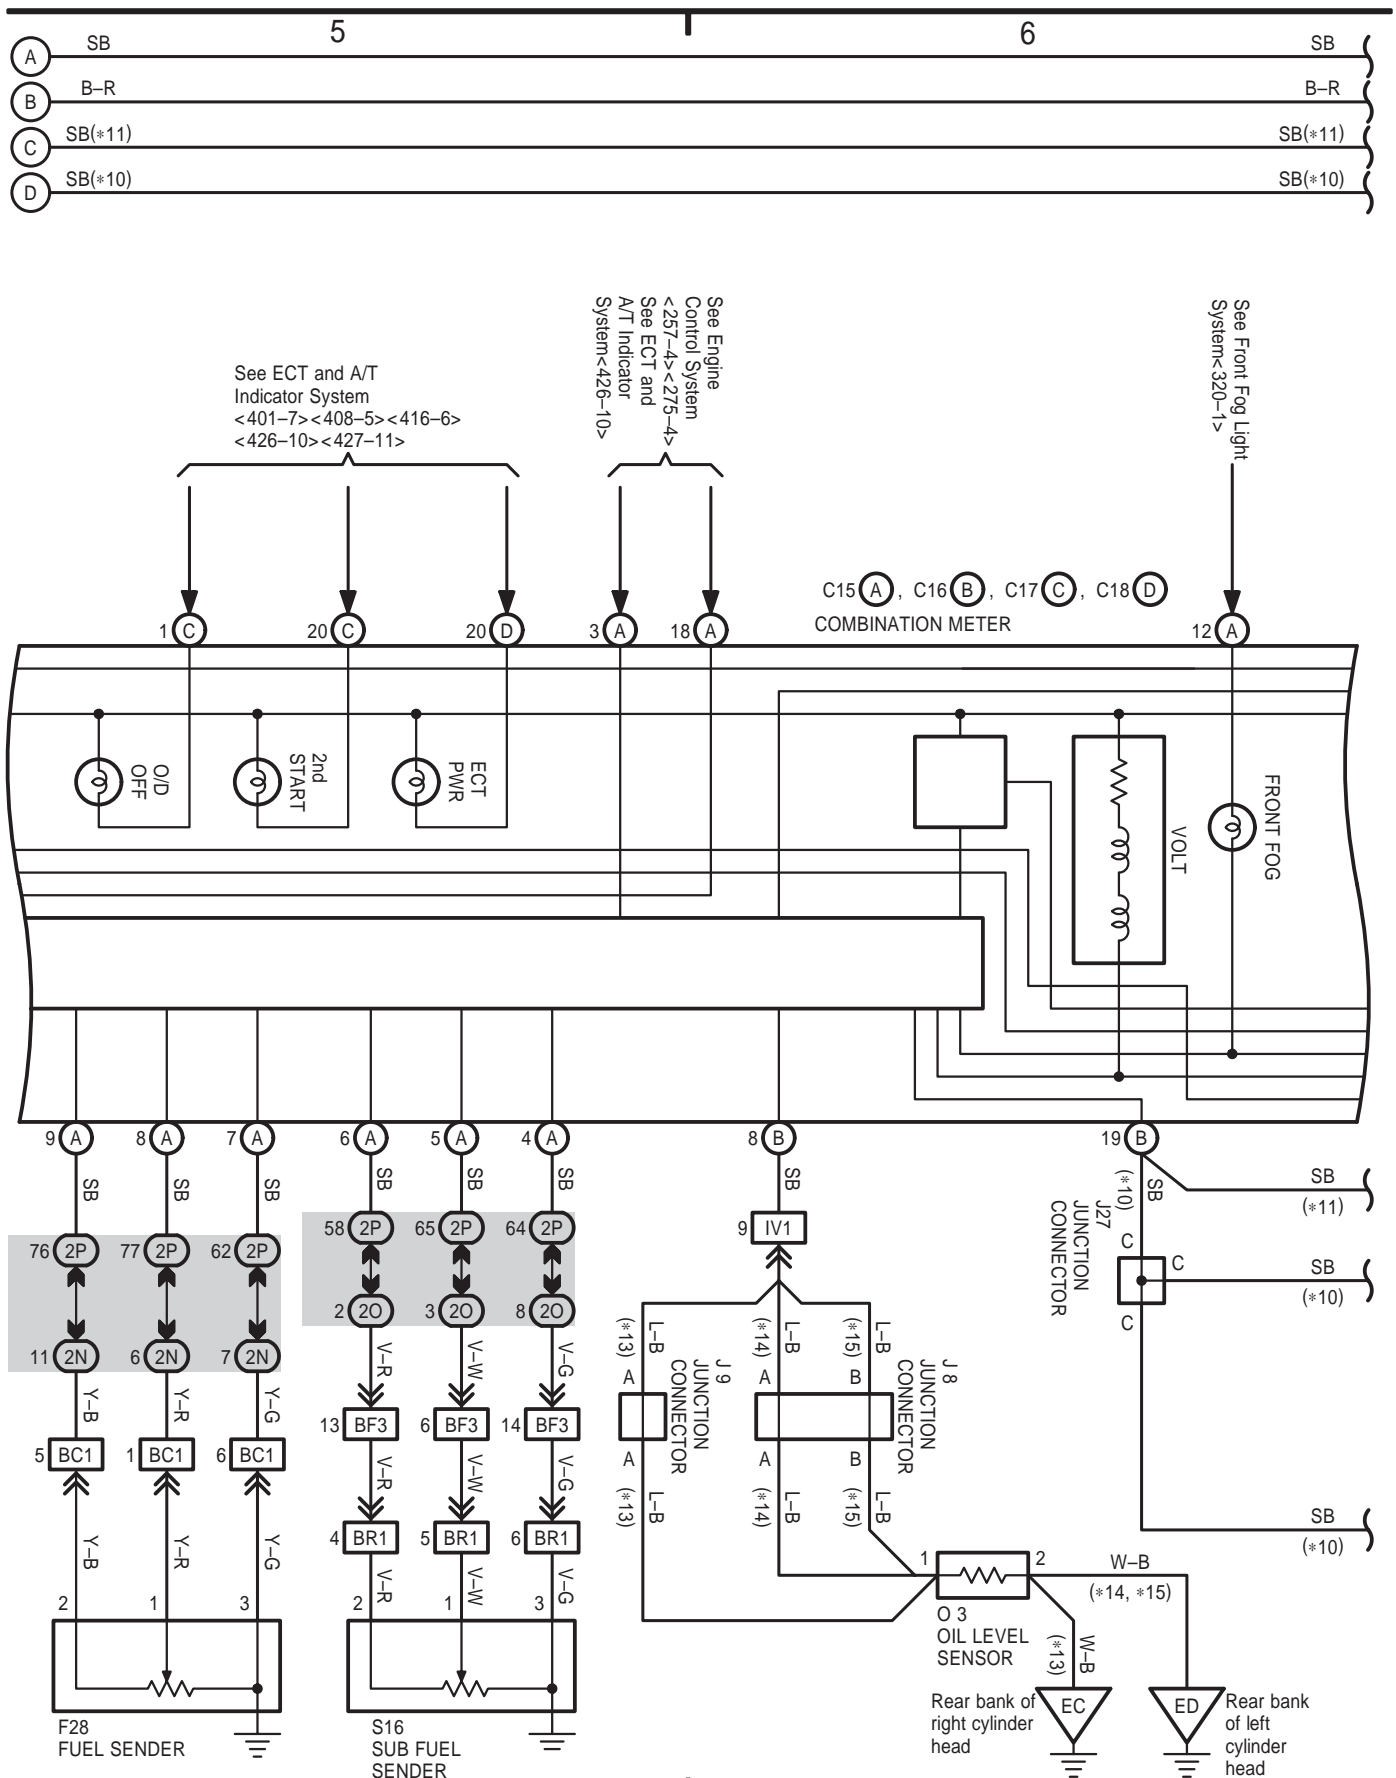 5
6
A SB SB
B B–R B–R
C SB(∗11) SB(∗11)
D SB(∗10) SB(∗10)
See ECT and A/T
Indicator System
<401–7><408–5><416–6>
<426–10><427–11>
See Engine
Control System
<257–4><275–4>
See ECT and
A/T Indicator
System<426–10>
See Front Fog Light
System<320–1>
C15 A , C16 B , C17 C , C18 D
COMBINATION METER
1 C 20 C 20 D 3 A 18 A 12 A
O/D
OFF
2nd
START
ECT
PWR
VOLT
FRONT FOG
9 A 8 A 7 A 6 A 5 A 4 A 8 B 19 B
SB SB SB SB SB SB SB SB
(∗10)
SB
(∗11)
76 2P 77 2P 62 2P 58 2P 65 2P 64 2P
9 IV1
11 2N 6 2N 7 2N 2 2O 3 2O 8 2O
J27
JUNCTION
CONNECTOR
C
C
C
SB
(∗10)
Y–B Y–R Y–G V–R V–W V–G
L–B
(∗13)
L–B
(∗14)
L–B
(∗15)
A A B
J 9
JUNCTION
CONNECTOR
J 8
JUNCTION
CONNECTOR
13 BF3 6 BF3 14 BF3
5 BC1 1 BC1 6 BC1
A A B
V–R V–W V–G
L–B
(∗13)
L–B
(∗14)
L–B
(∗15)
SB
(∗10)
4 BR1 5 BR1 6 BR1
Y–B Y–R Y–G V–R V–W V–G
2 1 3 2 1 3
1 2
W–B
(∗14, ∗15)
O 3
OIL LEVEL
SENSOR
W–B
(∗13)
F28
FUEL SENDER
S16
SUB FUEL
SENDER
Rear bank of
right cylinder
head
EC
ED
Rear bank
of left
cylinder
head